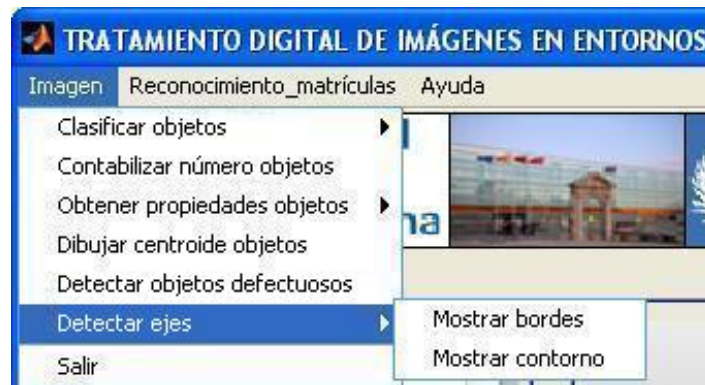 TRATAMIENTO DIGITAL DE IMÁGENES EN ENTORNOS
Imagen Reconocimiento_matrículas Ayuda
Clasificar objetos
Contabilizar número objetos
Obtener propiedades objetos
Dibujar centroide objetos
Detectar objetos defectuosos
Detectar ejes
Mostrar bordes
Mostrar contorno
Salir